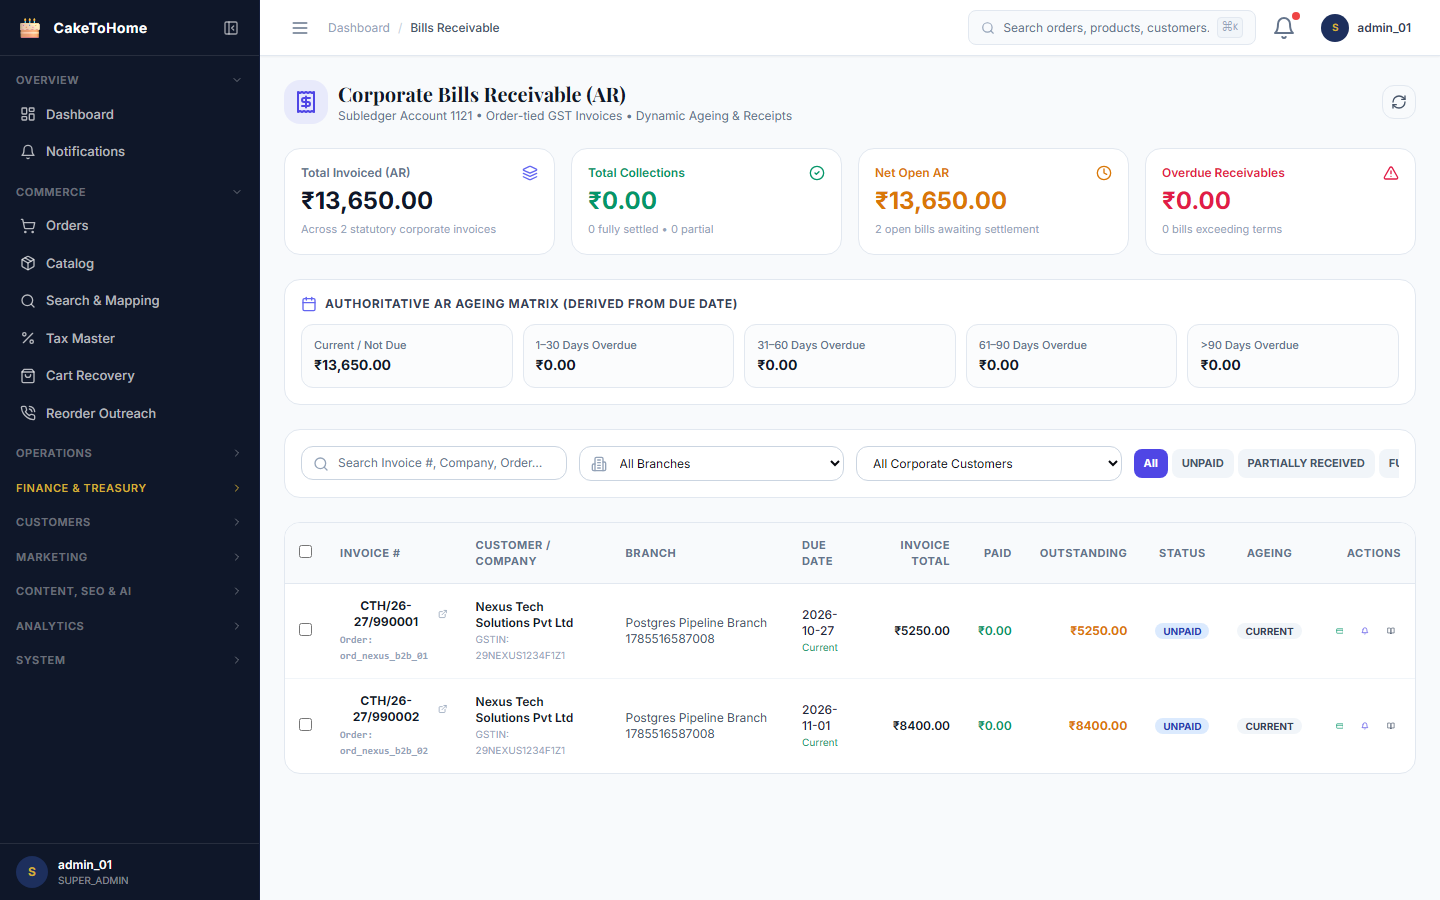 CakeToHome
OVERVIEW
Dashboard
Notifications
COMMERCE
Orders
Catalog
Search & Mapping
Tax Master
Cart Recovery
Reorder Outreach
OPERATIONS
FINANCE & TREASURY
CUSTOMERS
MARKETING
CONTENT, SEO & AI
ANALYTICS
SYSTEM
S
admin_01
SUPER_ADMIN
Dashboard / Bills Receivable
Search orders, products, customers. ⌘K
S admin_01
Corporate Bills Receivable (AR)
Subledger Account 1121 • Order-tied GST Invoices • Dynamic Ageing & Receipts
Total Invoiced (AR)
₹13,650.00
Across 2 statutory corporate invoices
Total Collections
₹0.00
0 fully settled • 0 partial
Net Open AR
₹13,650.00
2 open bills awaiting settlement
Overdue Receivables
₹0.00
0 bills exceeding terms
AUTHORITATIVE AR AGEING MATRIX (DERIVED FROM DUE DATE)
Current / Not Due
₹13,650.00
1–30 Days Overdue
₹0.00
31–60 Days Overdue
₹0.00
61–90 Days Overdue
₹0.00
>90 Days Overdue
₹0.00
Search Invoice #, Company, Order...
All Branches
All Corporate Customers
All UNPAID PARTIALLY RECEIVED FU
INVOICE #
CUSTOMER /
COMPANY
BRANCH
DUE
DATE
INVOICE
TOTAL
PAID
OUTSTANDING
STATUS
AGEING
ACTIONS
CTH/26-
27/990001
Order:
ord_nexus_b2b_01
Nexus Tech
Solutions Pvt Ltd
GSTIN:
29NEXUS1234F1Z1
Postgres Pipeline Branch
1785516587008
2026-
10-27
Current
₹5250.00
₹0.00
₹5250.00
UNPAID
CURRENT
CTH/26-
27/990002
Order:
ord_nexus_b2b_02
Nexus Tech
Solutions Pvt Ltd
GSTIN:
29NEXUS1234F1Z1
Postgres Pipeline Branch
1785516587008
2026-
11-01
Current
₹8400.00
₹0.00
₹8400.00
UNPAID
CURRENT